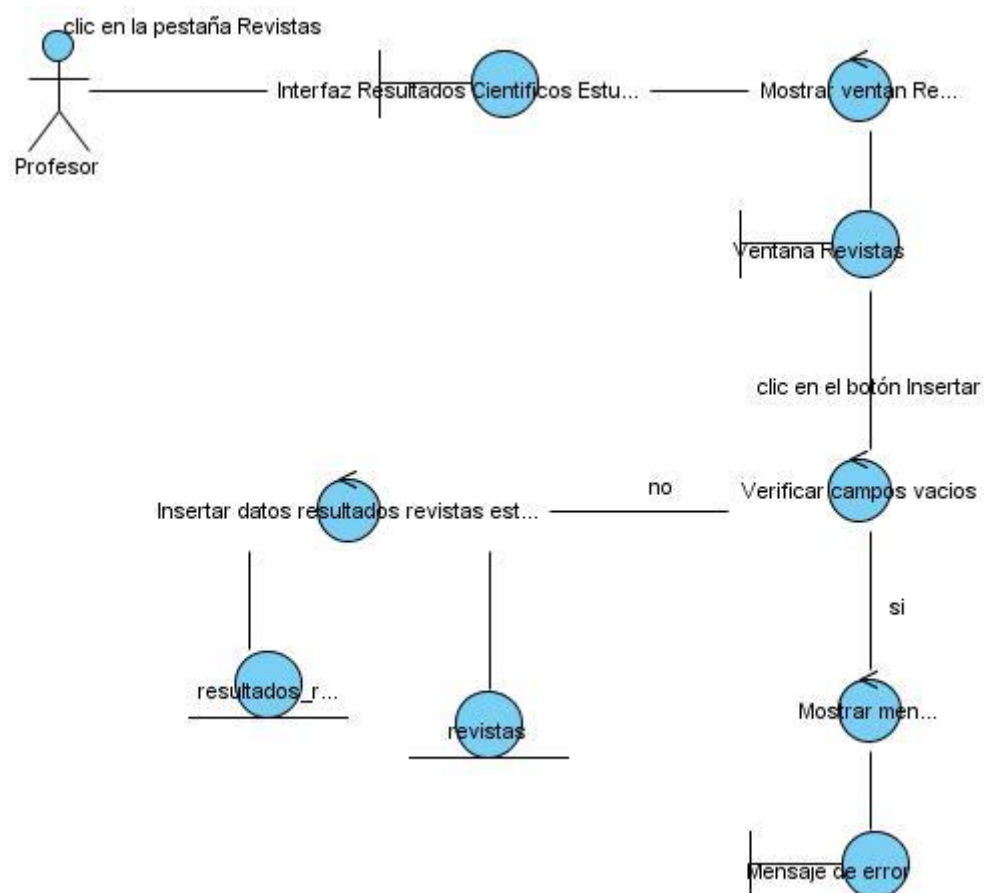 clic en la pestaña Revistas
Interfaz Resultados Cientificos Estu...
Mostrar ventan Re...
Profesor
Ventana Revistas
clic en el botón Insertar
no
Verificar campos vacios
Insertar datos resultados revistas est...
si
resultados_r...
revistas
Mostrar men...
Mensaje de error